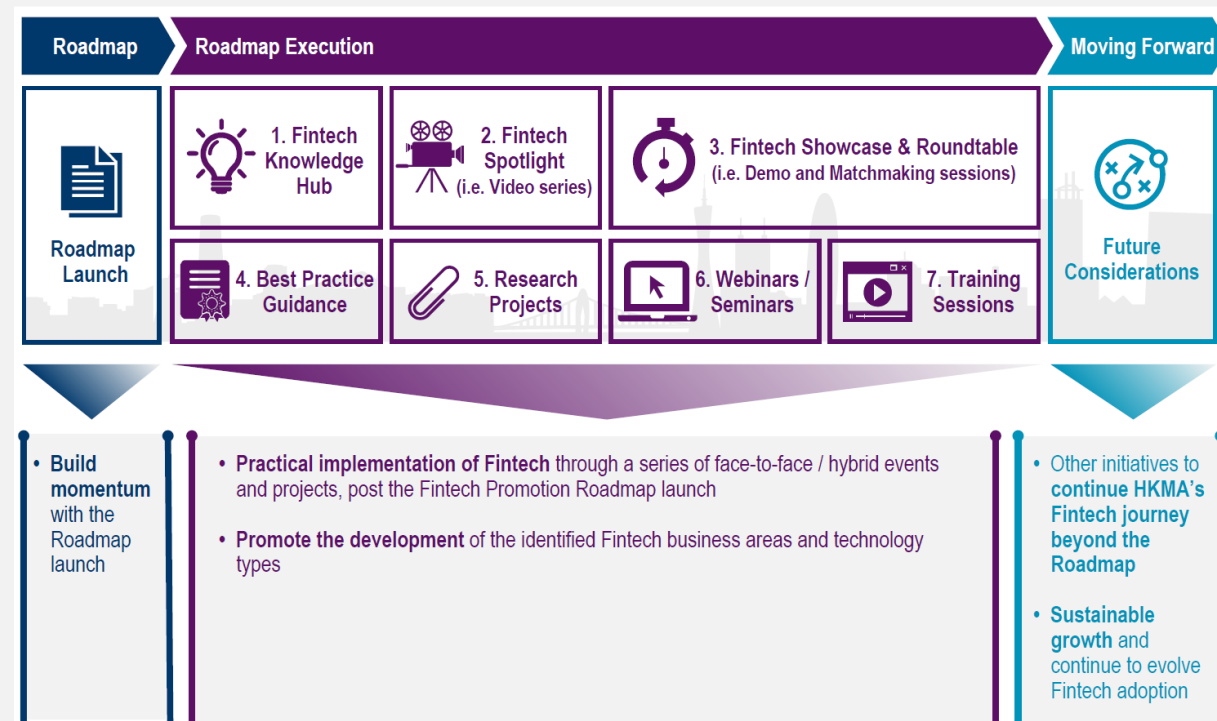 Roadmap
Roadmap Execution
Moving Forward
Roadmap
Launch
1. Fintech
Knowledge
Hub
2. Fintech
Spotlight
(i.e. Video series)
3. Fintech Showcase & Roundtable
(i.e. Demo and Matchmaking sessions)
4. Best Practice
Guidance
5. Research
Projects
6. Webinars /
Seminars
7. Training
Sessions
Future
Considerations
• Build
momentum
with the
Roadmap
launch
• Practical implementation of Fintech through a series of face-to-face / hybrid events
and projects, post the Fintech Promotion Roadmap launch
• Promote the development of the identified Fintech business areas and technology
types
• Other initiatives to
continue HKMA's
Fintech journey
beyond the
Roadmap
• Sustainable
growth and
continue to evolve
Fintech adoption